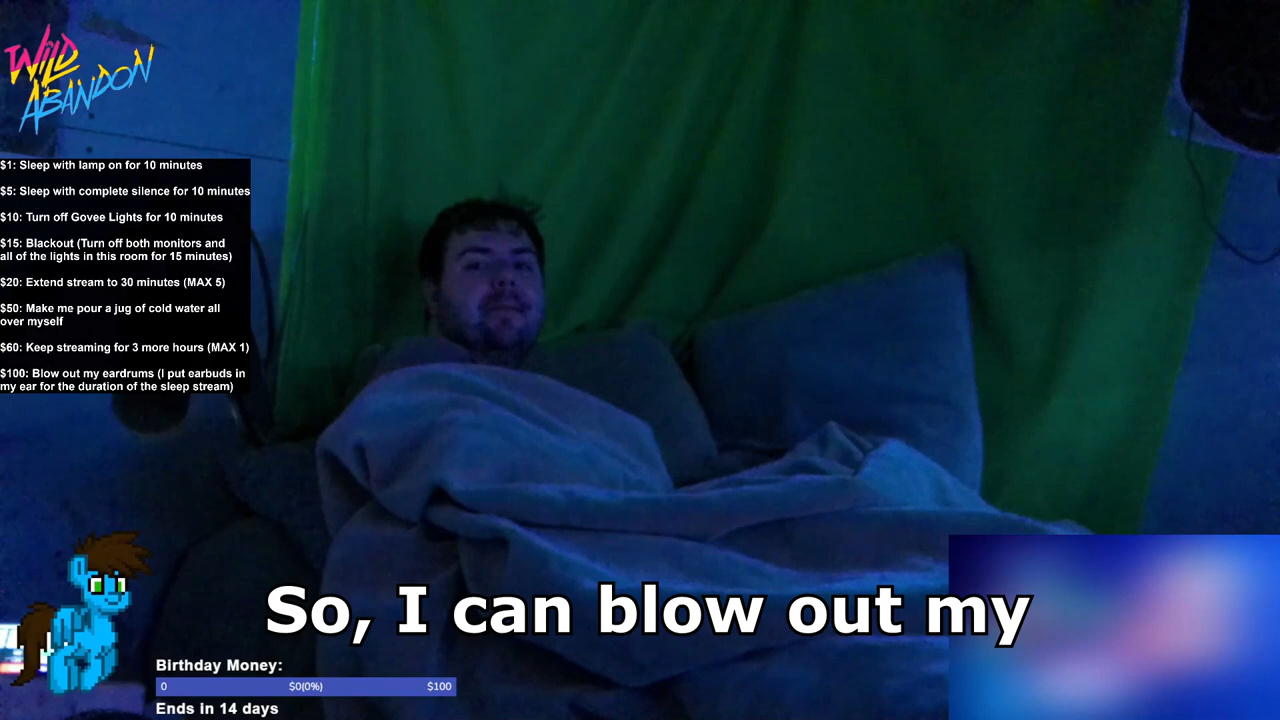 WILD
ABANDON
$1: Sleep with lamp on for 10 minutes
$5: Sleep with complete silence for 10 minutes
$10: Turn off Govee Lights for 10 minutes
$15: Blackout (Turn off both monitors and
all of the lights in this room for 15 minutes)
$20: Extend stream to 30 minutes (MAX 5)
$50: Make me pour a jug of cold water all
over myself
$60: Keep streaming for 3 more hours (MAX 1)
$100: Blow out my eardrums (I put earbuds in
my ear for the duration of the sleep stream)
So, I can blow out my
Birthday Money:
0 $0(0%) $100
Ends in 14 days